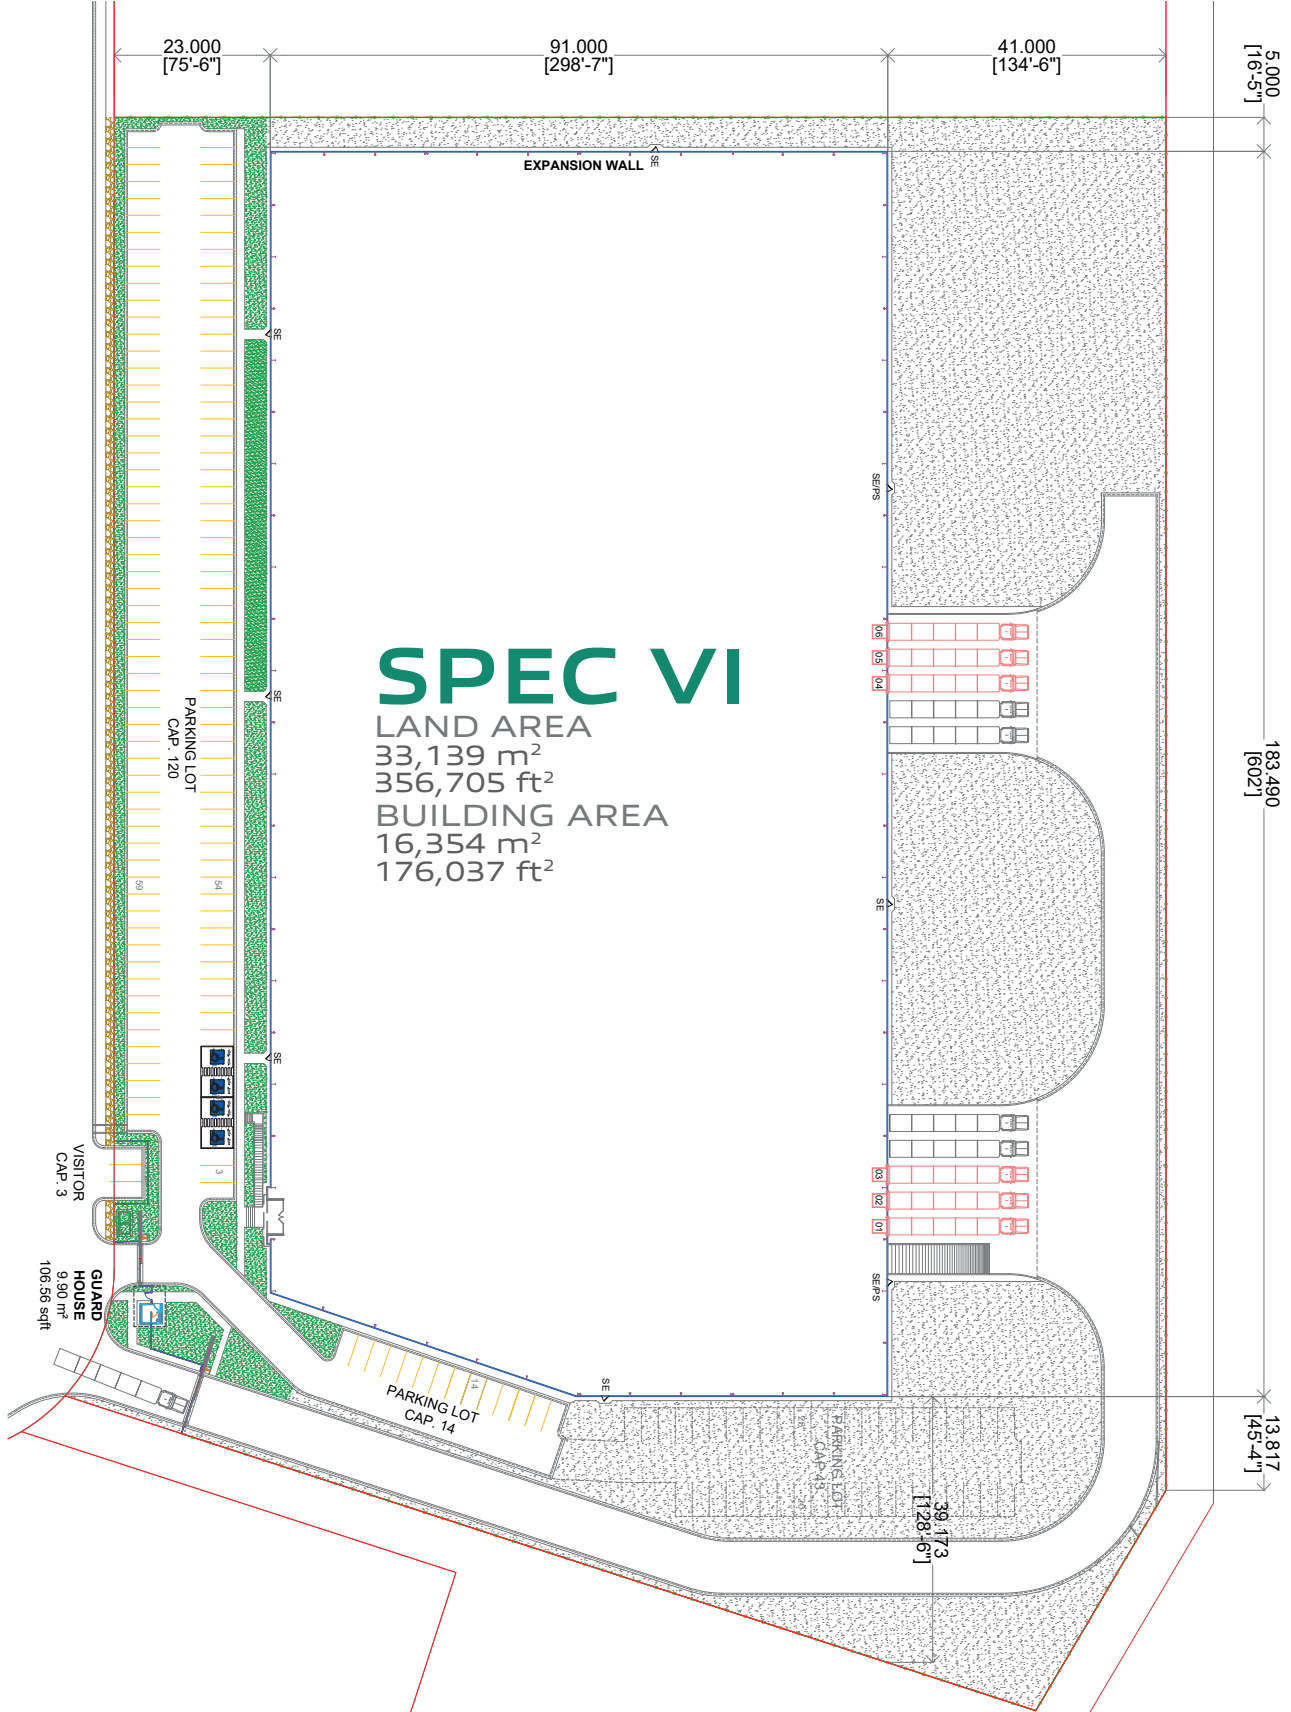 23.000
[75'-6"]
91.000
[298'-7"]
41.000
[134'-6"]
5.000
[16'-5"]
EXPANSION WALL
SE
SE
SE/PS
183.490
[602']
SPEC VI
LAND AREA
33,139 m²
356,705 ft²
BUILDING AREA
16,354 m²
176,037 ft²
06
05
04
SE
PARKING LOT
CAP. 120
59
54
SE
SE
03
02
01
SE/PS
3
VISITOR
CAP. 3
GUARD
HOUSE
9.90 m²
106.56 sqft
PARKING LOT
CAP. 14
14
SE
PARKING LOT
CAP. 43
13.817
[45'-4"]
39.173
[128'-6"]